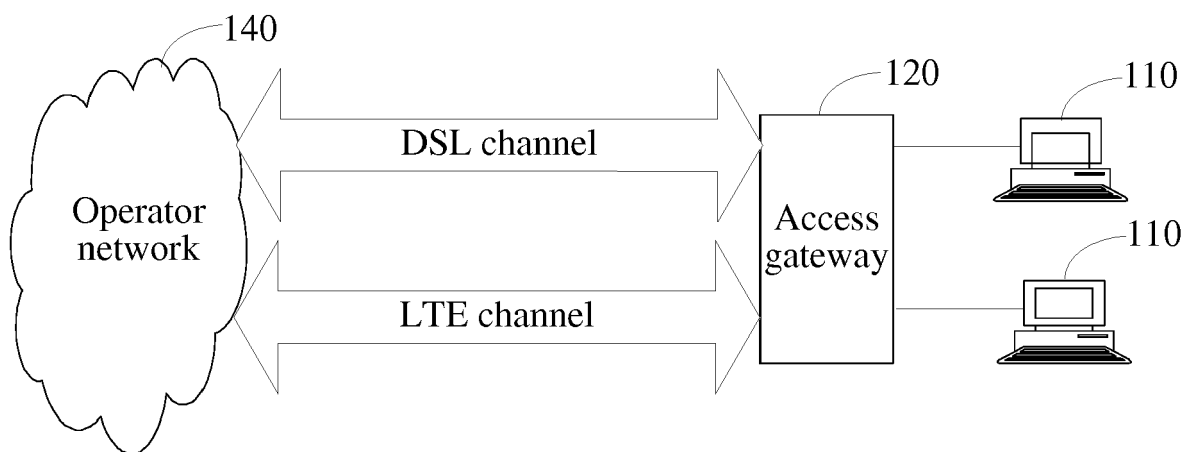 140
120
110
DSL channel
Operator
network
Access
gateway
110
LTE channel